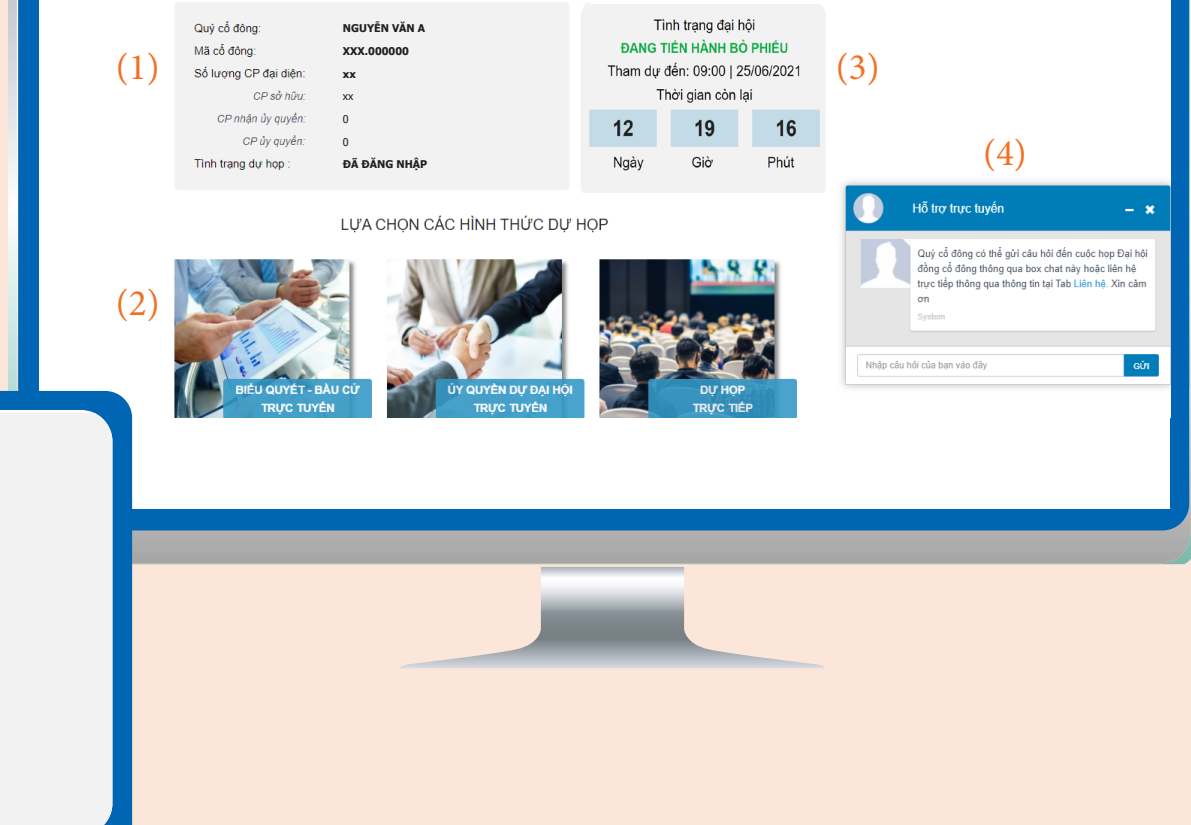 (1)
Quý cổ đông: NGUYỄN VĂN A
Mã cổ đông: XXX.000000
Số lượng CP đại diện: xx
CP sở hữu: xx
CP nhận ủy quyền: 0
CP ủy quyền: 0
Tình trạng dự họp : ĐÃ ĐĂNG NHẬP
Tình trạng đại hội
ĐANG TIẾN HÀNH BỎ PHIẾU
Tham dự đến: 09:00 | 25/06/2021
Thời gian còn lại
12 19 16
Ngày Giờ Phút
(3)
LỰA CHỌN CÁC HÌNH THỨC DỰ HỌP
(2)
BIỂU QUYẾT - BẦU CỬ
TRỰC TUYẾN
ỦY QUYỀN DỰ ĐẠI HỘI
TRỰC TUYẾN
DỰ HỌP
TRỰC TIẾP
(4)
Hỗ trợ trực tuyến
Quý cổ đông có thể gửi câu hỏi đến cuộc họp Đại hội
đồng cổ đông thông qua box chat này hoặc liên hệ
trực tiếp thông qua thông tin tại Tab Liên hệ. Xin cảm
ơn
System
Nhập câu hỏi của bạn vào đây GỬI